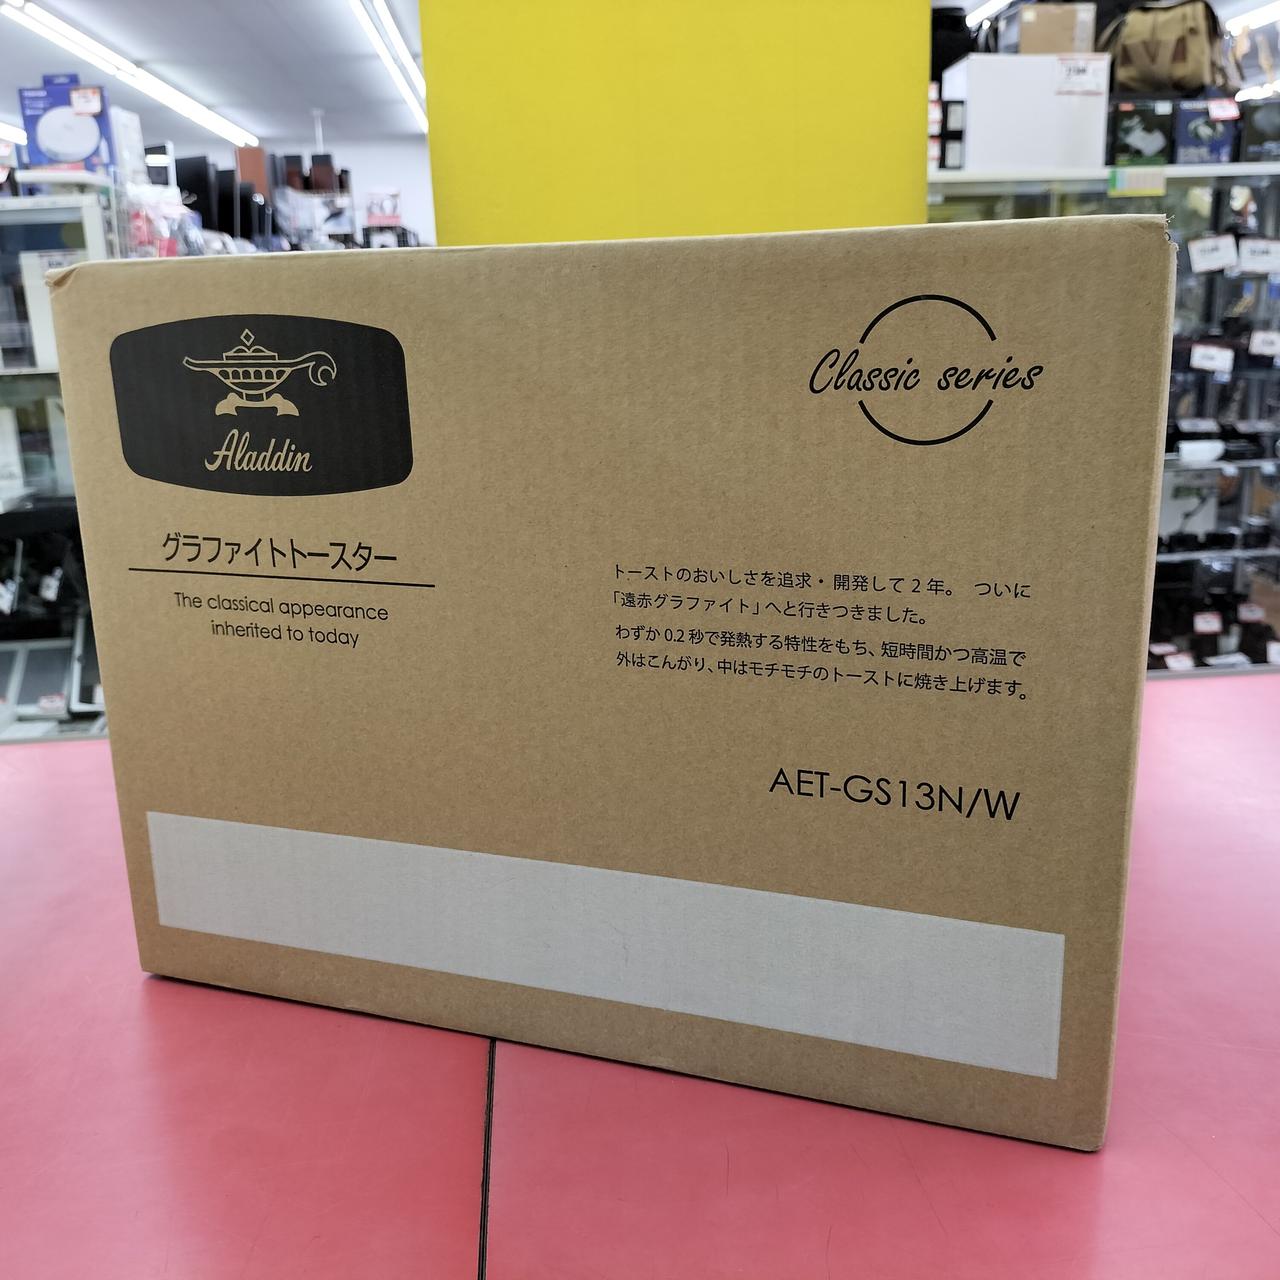 Aladdin
Classic series
グラファイトトースター
The classical appearance
inherited to today
トーストのおいしさを追求・開発して2年。 ついに
「遠赤グラファイト」へと行きつきました。
わずか0.2秒で発熱する特性をもち、短時間かつ高温で
外はこんがり、中はモチモチのトーストに焼き上げます。
AET-GS13N/W